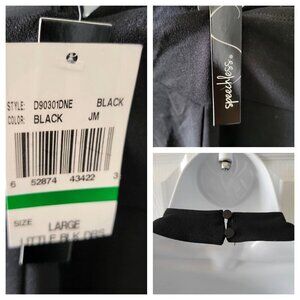 STYLE: D90301DNE BLACK
COLOR: BLACK JM
6 52874 43422 3
SIZE LARGE
LITTLE BLK DRS
speechless